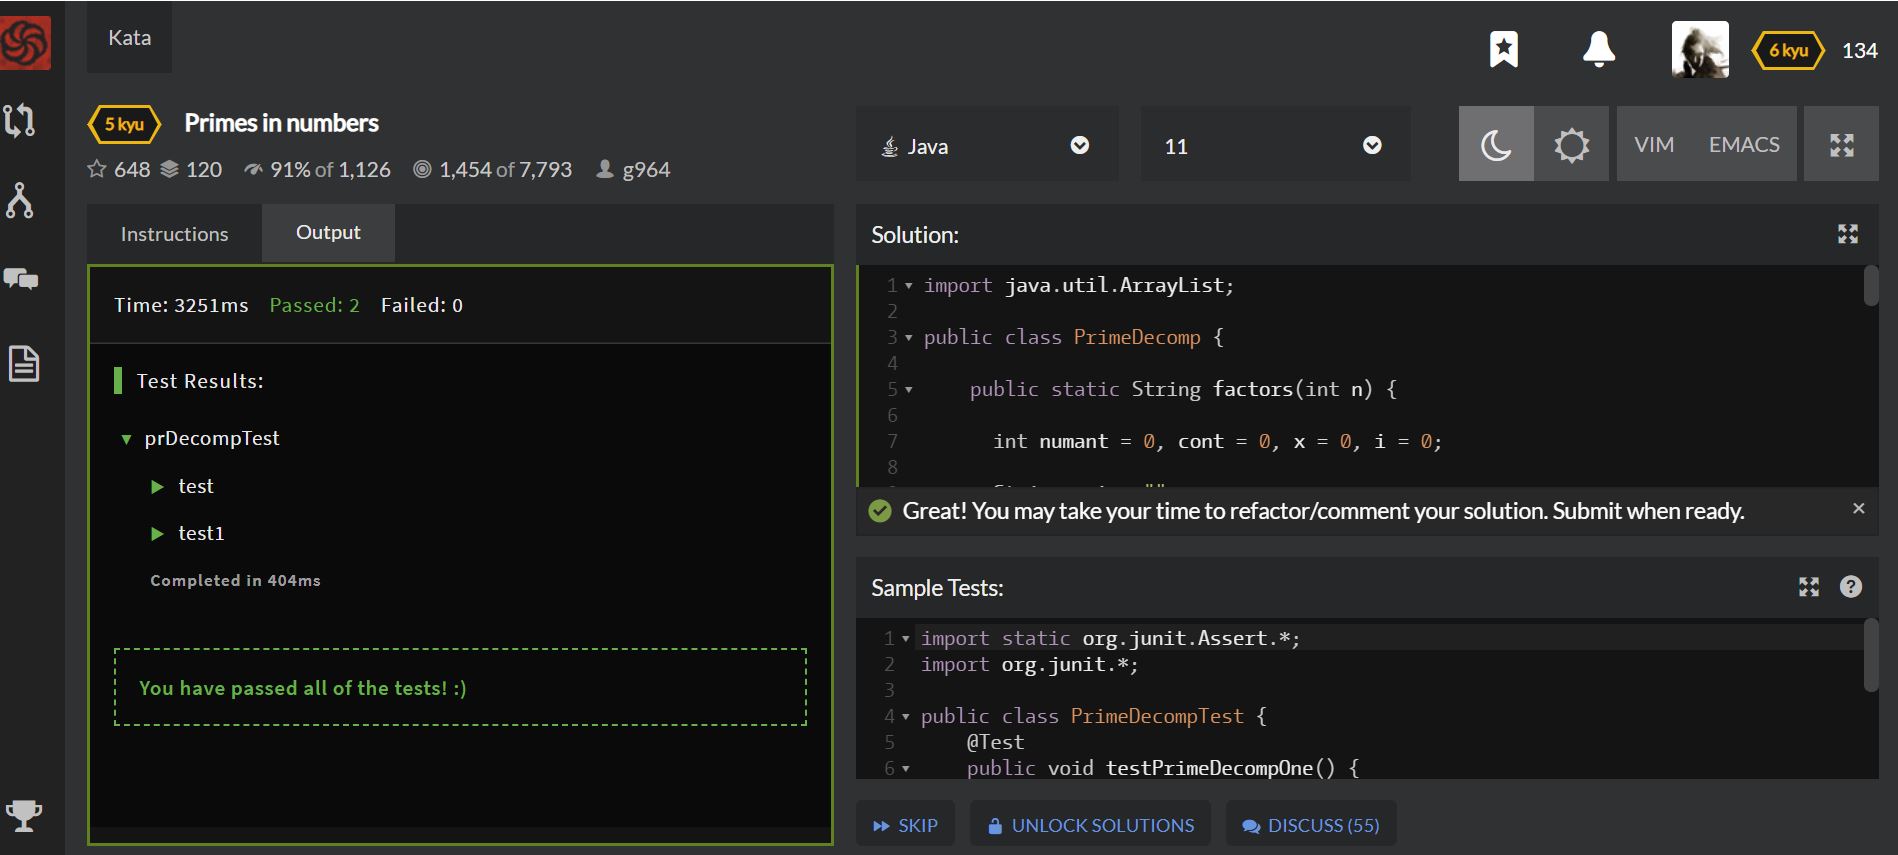 Kata
6 kyu 134
5 kyu Primes in numbers
648 120 91% of 1,126 1,454 of 7,793 g964
Java 11 VIM EMACS
Instructions Output
Time: 3251ms Passed: 2 Failed: 0
Test Results:
prDecompTest
test
test1
Completed in 404ms
You have passed all of the tests! :)
Solution:
1 import java.util.ArrayList;
2
3 public class PrimeDecomp {
4
5 public static String factors(int n) {
6
7 int numant = 0, cont = 0, x = 0, i = 0;
8
Great! You may take your time to refactor/comment your solution. Submit when ready.
Sample Tests:
1 import static org.junit.Assert.*;
2 import org.junit.*;
3
4 public class PrimeDecompTest {
5 @Test
6 public void testPrimeDecompOne() {
SKIP UNLOCK SOLUTIONS DISCUSS (55)